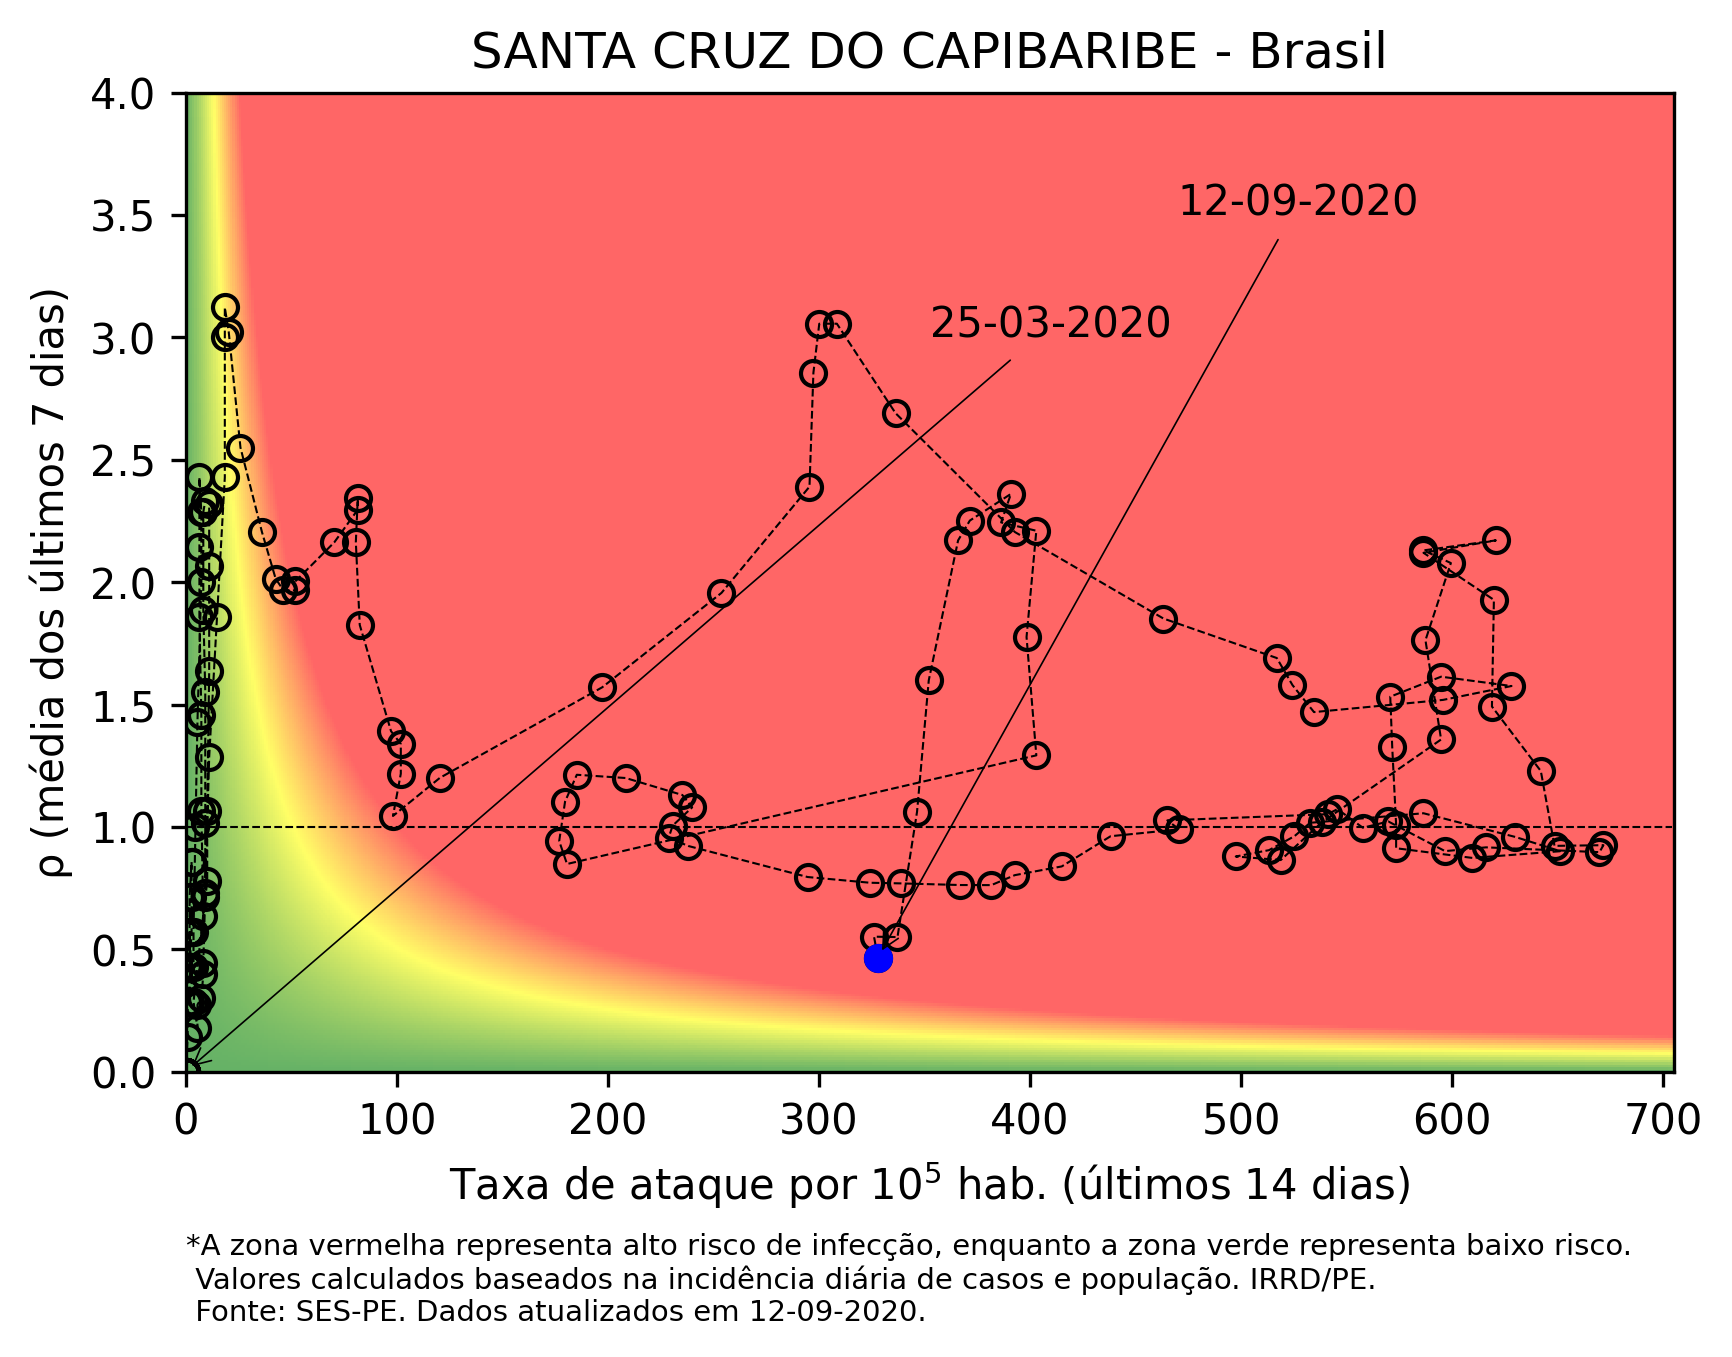 SANTA CRUZ DO CAPIBARIBE - Brasil
4.0
3.5
3.0
2.5
2.0
1.5
1.0
0.5
0.0
ρ (média dos últimos 7 dias)
12-09-2020
25-03-2020
0 100 200 300 400 500 600 700
Taxa de ataque por 10⁵ hab. (últimos 14 dias)
*A zona vermelha representa alto risco de infecção, enquanto a zona verde representa baixo risco.
Valores calculados baseados na incidência diária de casos e população. IRRD/PE.
Fonte: SES-PE. Dados atualizados em 12-09-2020.